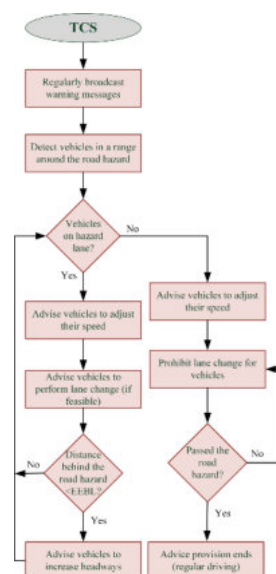 TCS
Regularly broadcast
warning messages
Detect vehicles in a range
around the road hazard
Vehicles
on hazard
lane?
No
Yes
Advise vehicles to adjust
their speed
Advise vehicles to
perform lane change (if
feasible)
Distance
behind the
road hazard
<EEBL?
No
Yes
Advise vehicles to
increase headways
Advise vehicles to adjust
their speed
Prohibit lane change for
vehicles
Passed the
road
hazard?
No
Yes
Advice provision ends
(regular driving)